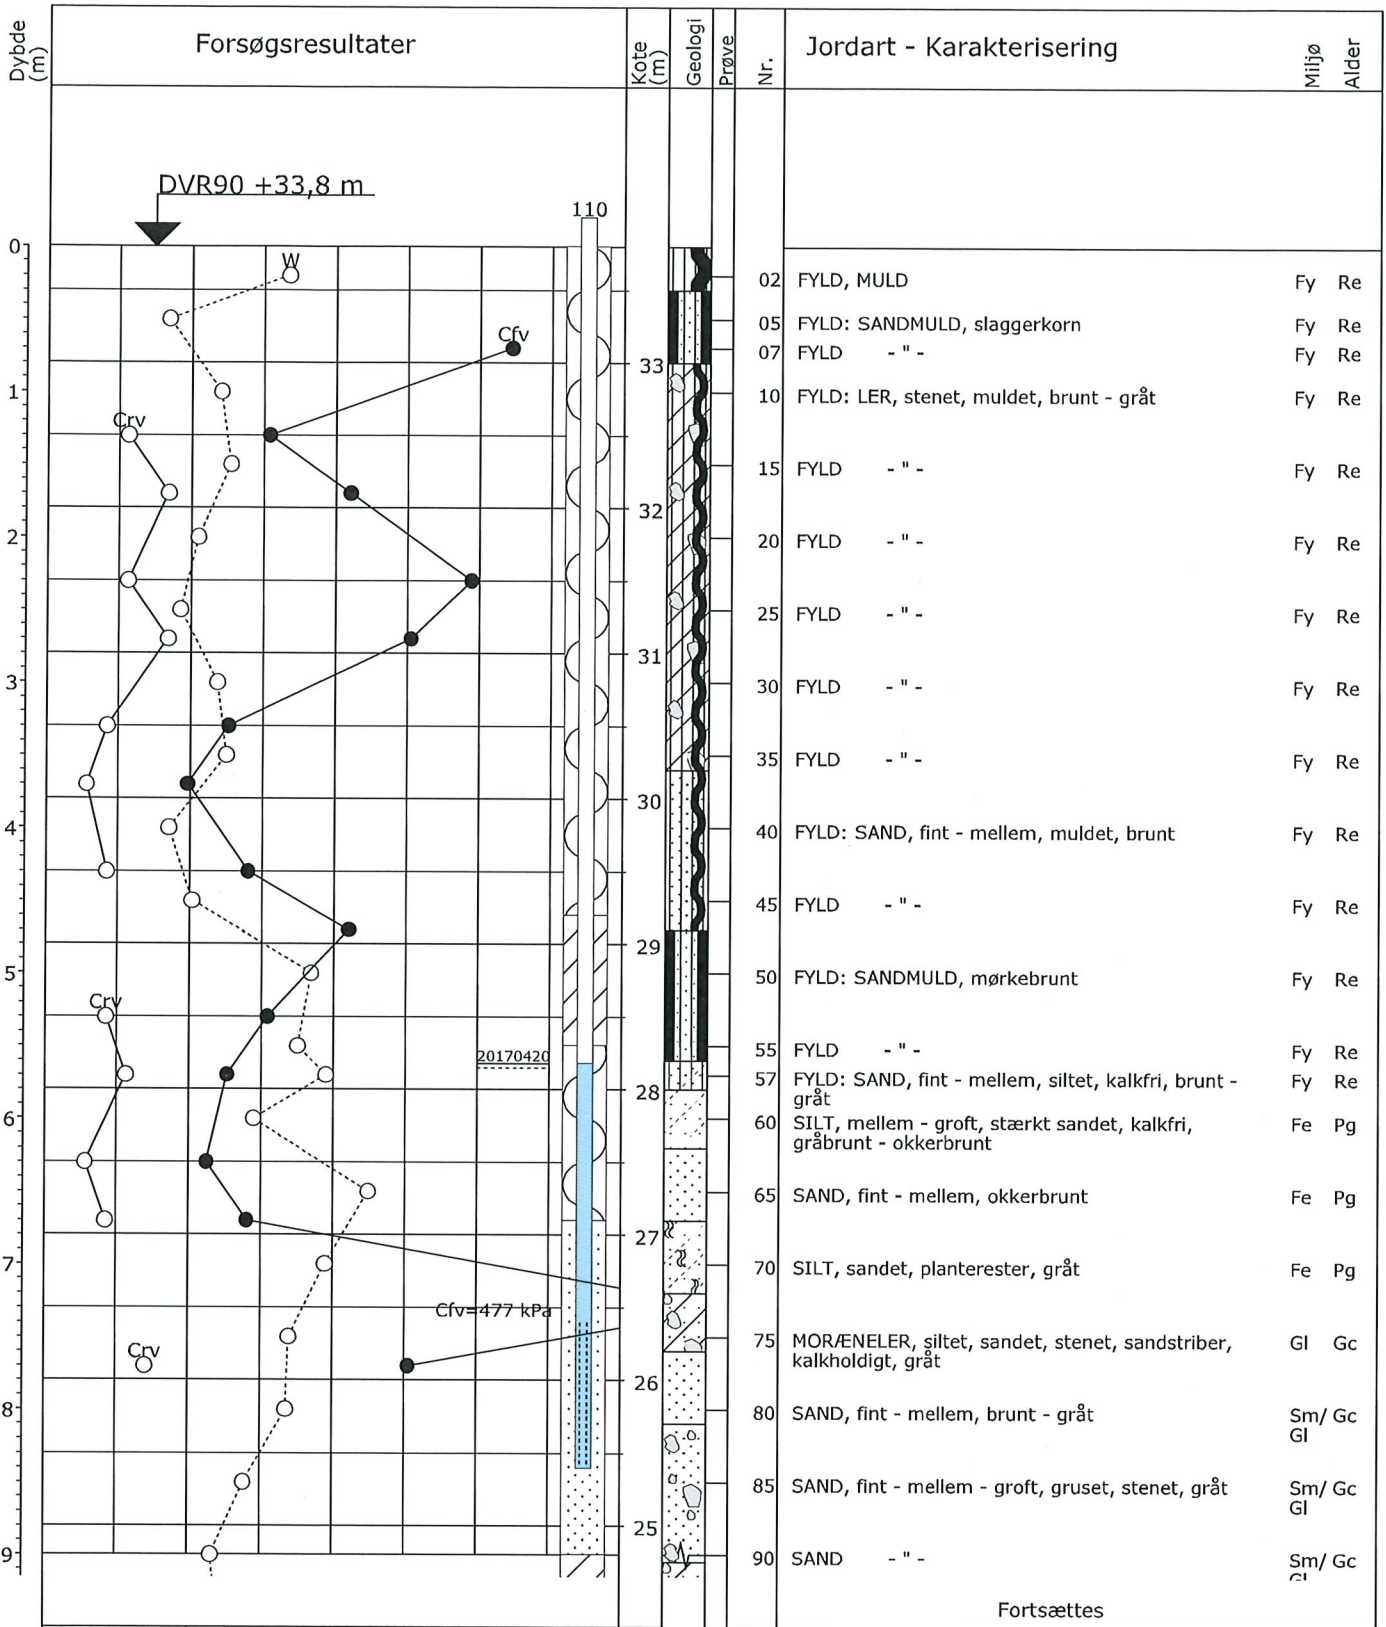 Dybde (m)
Forsøgsresultater
Kote (m)
Geologi
Prøve
Nr.
Jordart - Karakterisering
Miljø
Alder
DVR90 +33,8 m
110
0
W
02 FYLD, MULD Fy Re
Cfv
05 FYLD: SANDMULD, slaggerkorn Fy Re
07 FYLD - " - Fy Re
33
1
10 FYLD: LER, stenet, muldet, brunt - gråt Fy Re
Crv
15 FYLD - " - Fy Re
32
2
20 FYLD - " - Fy Re
25 FYLD - " - Fy Re
31
3
30 FYLD - " - Fy Re
35 FYLD - " - Fy Re
30
4
40 FYLD: SAND, fint - mellem, muldet, brunt Fy Re
45 FYLD - " - Fy Re
29
5
50 FYLD: SANDMULD, mørkebrunt Fy Re
Crv
20170420
55 FYLD - " - Fy Re
57 FYLD: SAND, fint - mellem, siltet, kalkfri, brunt - Fy Re
gråt
28
6
60 SILT, mellem - groft, stærkt sandet, kalkfri, Fe Pg
gråbrunt - okkerbrunt
65 SAND, fint - mellem, okkerbrunt Fe Pg
27
7
70 SILT, sandet, planterester, gråt Fe Pg
Cfv=477 kPa
75 MORÆNELER, siltet, sandet, stenet, sandstriber, Gl Gc
kalkholdigt, gråt
Crv
26
8
80 SAND, fint - mellem, brunt - gråt Sm/ Gc
Gl
85 SAND, fint - mellem - groft, gruset, stenet, gråt Sm/ Gc
Gl
25
9
90 SAND - " - Sm/ Gc
Gl
Fortsættes